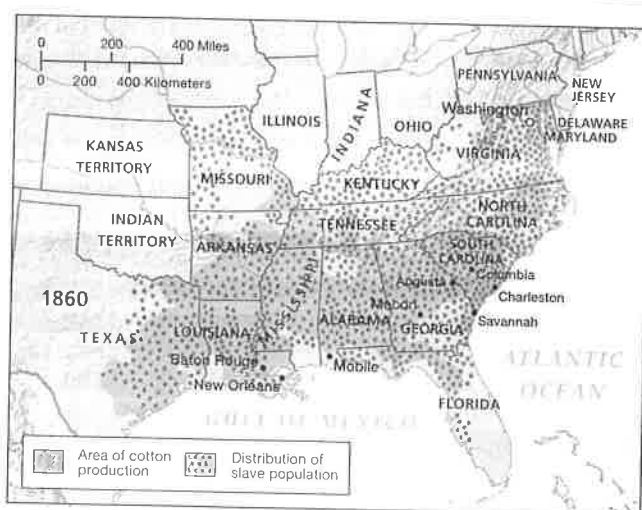 0 200 400 Miles
0 200 400 Kilometers
PENNSYLVANIA
NEW
JERSEY
ILLINOIS
INDIANA
OHIO
Washington
DELAWARE
MARYLAND
VIRGINIA
KANSAS
TERRITORY
MISSOURI
KENTUCKY
NORTH
CAROLINA
TENNESSEE
INDIAN
TERRITORY
ARKANSAS
SOUTH
CAROLINA
Columbia
Augusta
Charleston
1860
MISSISSIPPI
Macon
Savannah
TEXAS
LOUISIANA
ALABAMA
GEORGIA
Baton Rouge
Mobile
New Orleans
ATLANTIC
OCEAN
FLORIDA
GULF OF MEXICO
Area of cotton
production
Distribution of
slave population